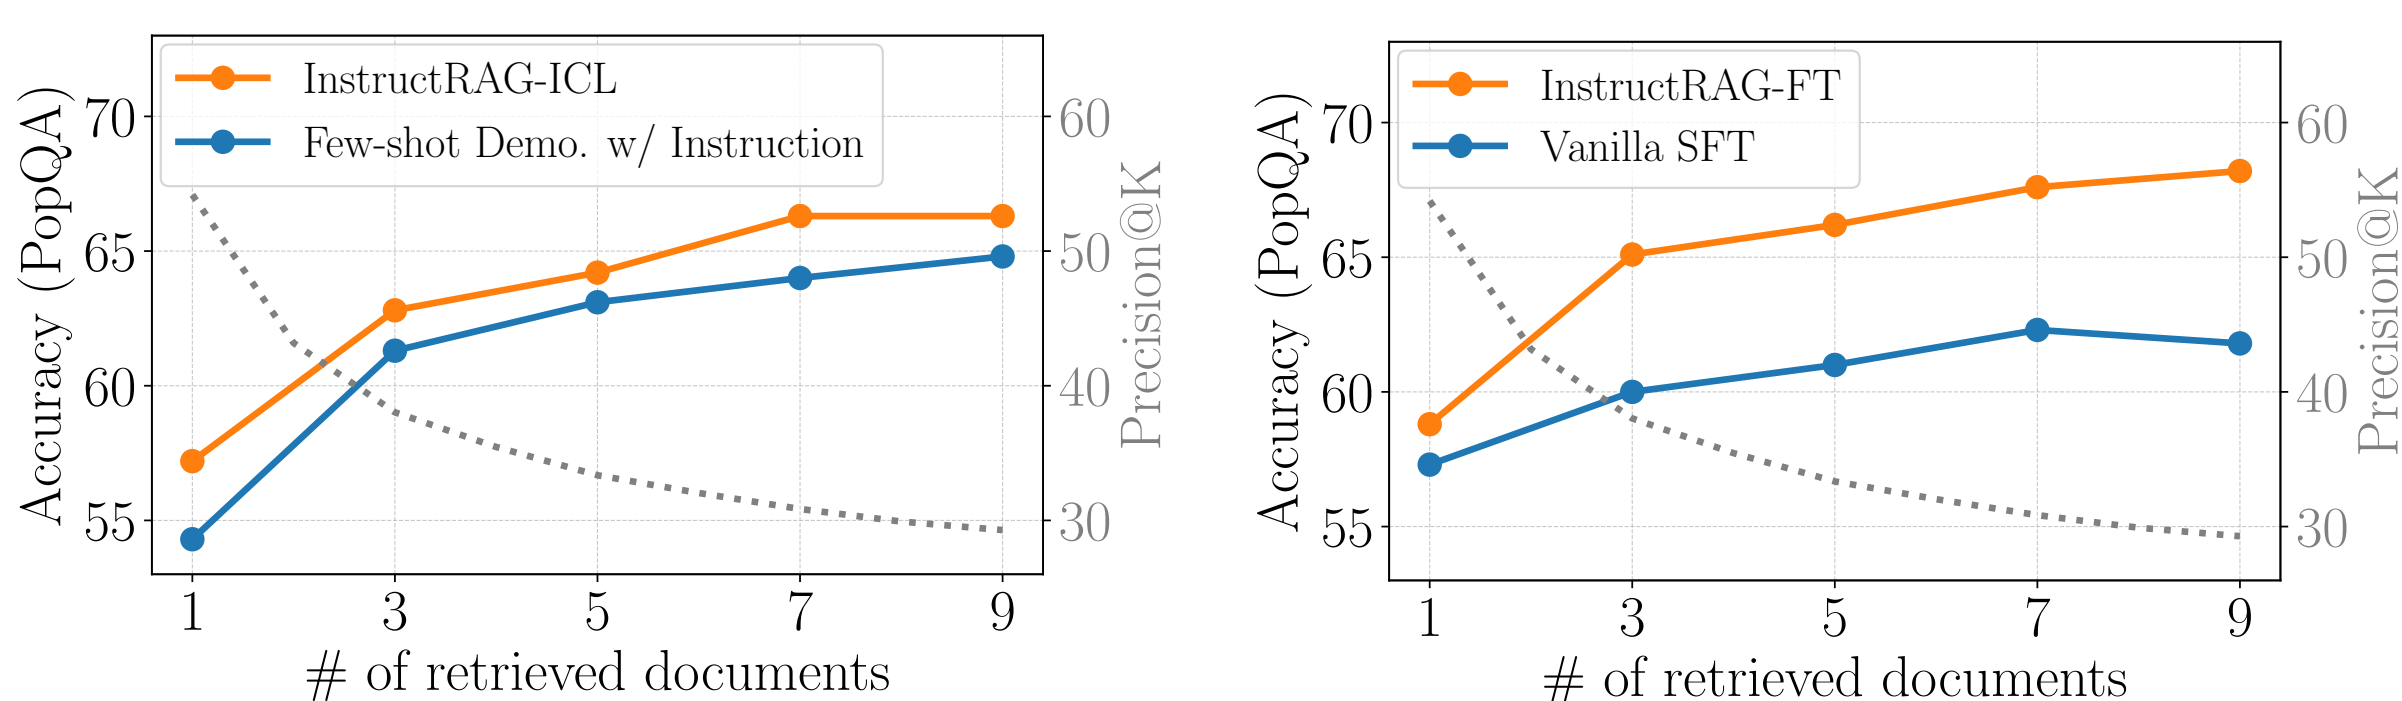 InstructRAG-ICL
Few-shot Demo. w/ Instruction
Accuracy (PopQA)
70
65
60
55
60
50
40
30
Precision@K
1 3 5 7 9
# of retrieved documents
InstructRAG-FT
Vanilla SFT
Accuracy (PopQA)
70
65
60
55
60
50
40
30
Precision@K
1 3 5 7 9
# of retrieved documents